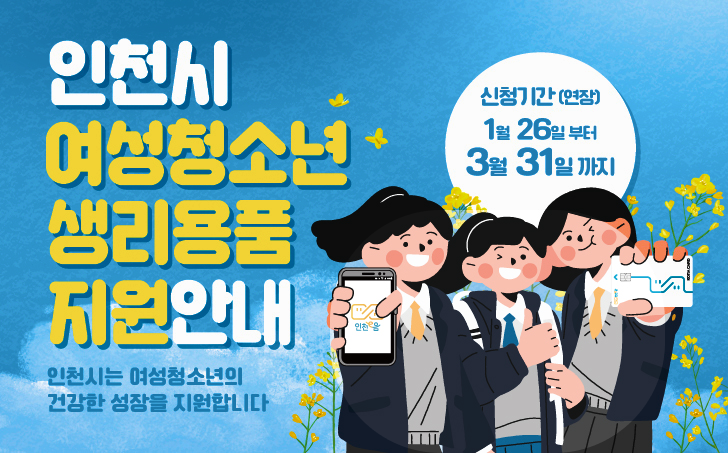 인천시
여성청소년
생리용품
지원안내
인천시는 여성청소년의
건강한 성장을 지원합니다
신청기간 (연장)
1월 26일 부터
3월 31일 까지
인천e음